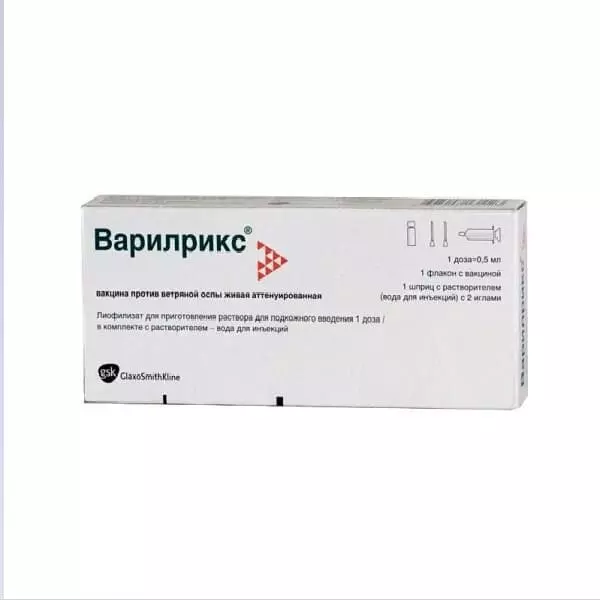 Варилрикс®
вакцина против ветряной оспы живая аттенуированная
Лиофилизат для приготовления раствора для подкожного введения 1 доза /
в комплекте с растворителем – вода для инъекций
gsk GlaxoSmithKline
1 доза=0,5 мл
1 флакон с вакциной
1 шприц с растворителем
(вода для инъекций) с 2 иглами
Варилрикс®